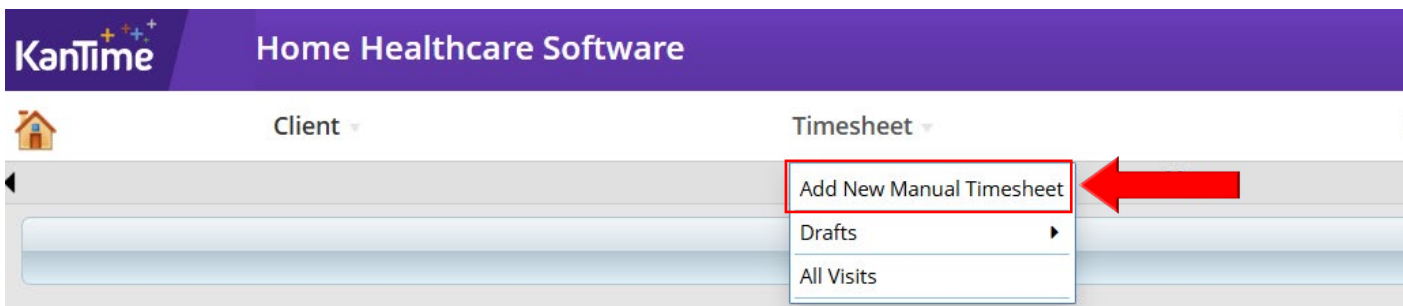 KanTime
Home Healthcare Software
Client
Timesheet
Add New Manual Timesheet
Drafts
All Visits